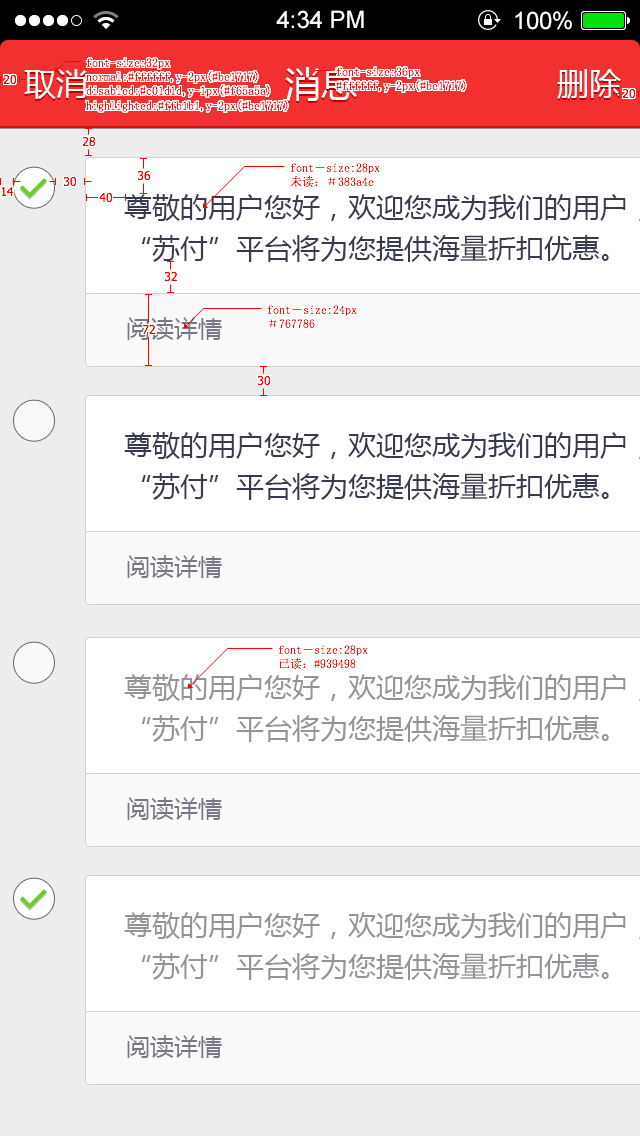 4:34 PM 100%
取消 消息 删除
20
font-size:32px
normal:#ffffff,y-2px(#be1717)
disabled:#c01d1d,y-1px(#f65a5a)
highlighted:#ffb1b1,y-2px(#be1717)
font-size:36px
#ffffff,y-2px(#be1717)
20
28
14
30
36
40
font-size:28px
未读：#383a4c
尊敬的用户您好，欢迎您成为我们的用户，
“苏付”平台将为您提供海量折扣优惠。
32
72
阅读详情
font-size:24px
#767786
30
尊敬的用户您好，欢迎您成为我们的用户，
“苏付”平台将为您提供海量折扣优惠。
阅读详情
font-size:28px
已读：#939498
尊敬的用户您好，欢迎您成为我们的用户，
“苏付”平台将为您提供海量折扣优惠。
阅读详情
尊敬的用户您好，欢迎您成为我们的用户，
“苏付”平台将为您提供海量折扣优惠。
阅读详情